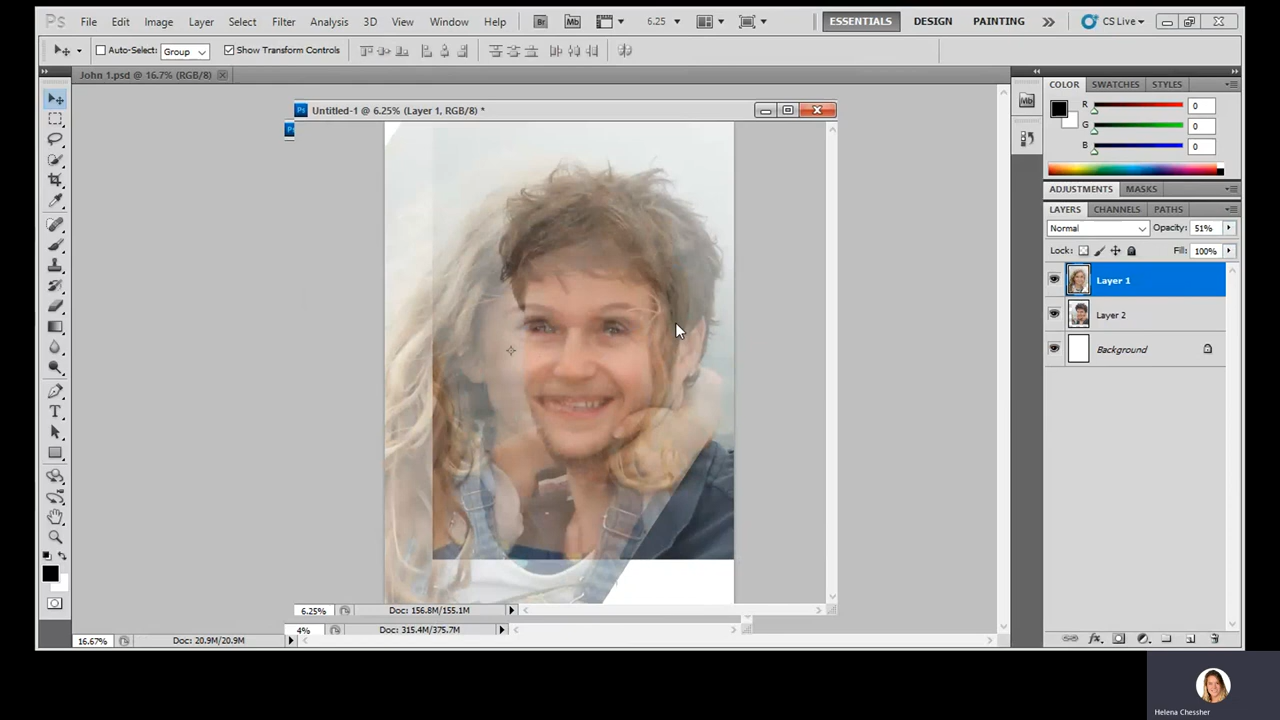 Ps File Edit Image Layer Select Filter Analysis 3D View Window Help Br Mb 6.25 ESSENTIALS DESIGN PAINTING CS Live
Auto-Select: Group Show Transform Controls
John 1.psd @ 16.7% (RGB/8)
Untitled-1 @ 6.25% (Layer 1, RGB/8) *
COLOR SWATCHES STYLES
Mb
R 0
G 0
B 0
ADJUSTMENTS MASKS
LAYERS CHANNELS PATHS
Normal Opacity: 51%
Lock: Fill: 100%
Layer 1
Layer 2
Background
6.25% Doc: 156.8M/155.1M
4% Doc: 315.4M/375.7M
16.67% Doc: 20.9M/20.9M
Helena Chessher